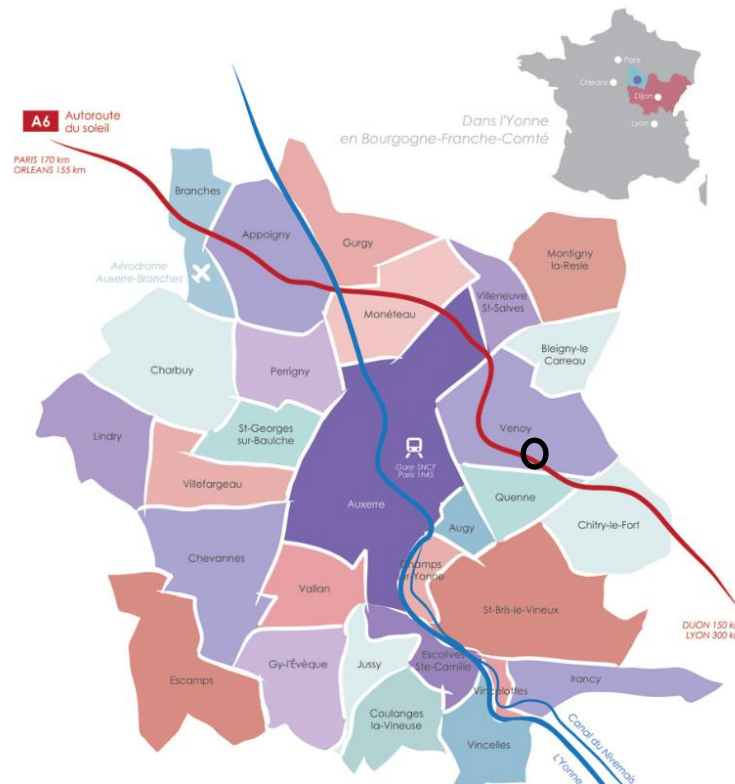 Paris
Orléans
Dijon
Lyon
Dans l'Yonne
en Bourgogne-Franche-Comté
A6
Autoroute
du soleil
PARIS 170 km
ORLEANS 155 km
Branches
Appoigny
Gurgy
Montigny
la-Resle
Aérodrome
Auxerre-Branches
Villeneuve
St-Salves
Monéteau
Bleigny-le
Carreau
Charbuy
Perrigny
Lindry
St-Georges
sur-Baulche
Venoy
Gare SNCF
Paris 1h45
Villefargeau
Quenne
Auxerre
Augy
Chitry-le-Fort
Chevannes
Champs
sur-Yonne
Vallan
St-Bris-le-Vineux
DIJON 150 km
LYON 300 km
Escolives
Ste-Camille
Gy-l'Évèque
Jussy
Escamps
Irancy
Vincelottes
Coulanges
la-Vineuse
Vincelles
Canal du Nivernais
L'Yonne